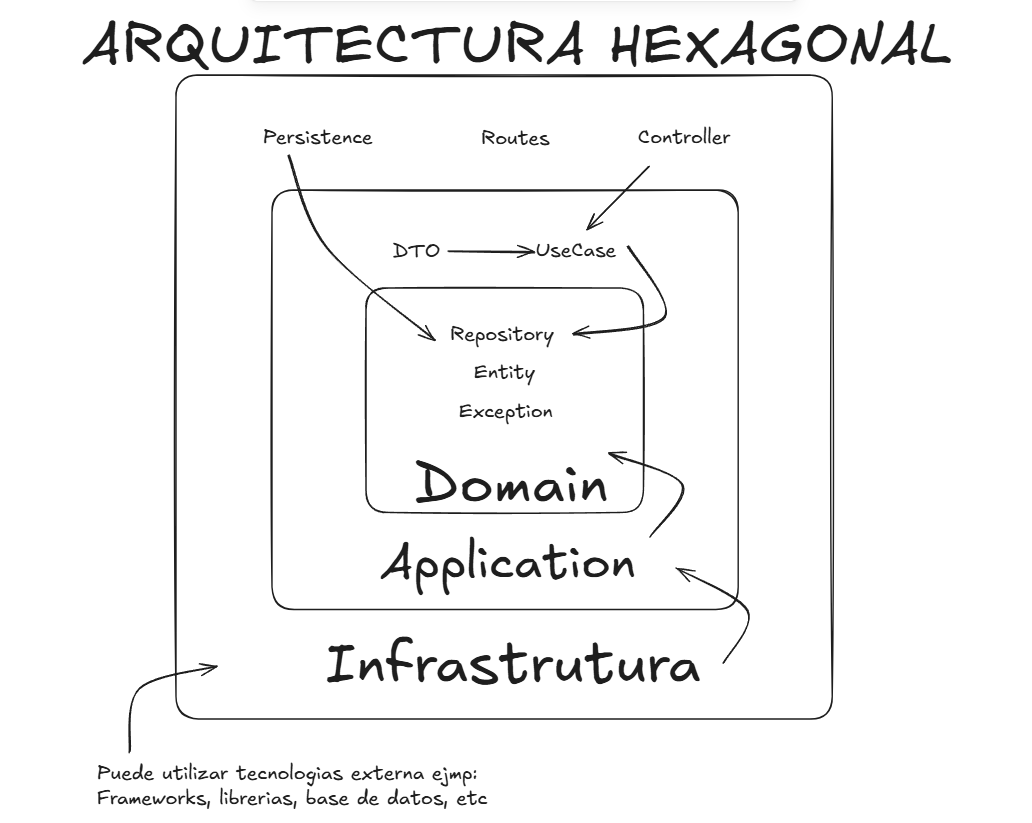 ARQUITECTURA HEXAGONAL
Persistence
Routes
Controller
DTO
UseCase
Repository
Entity
Exception
Domain
Application
Infrastrutura
Puede utilizar tecnologias externa ejmp:
Frameworks, librerias, base de datos, etc